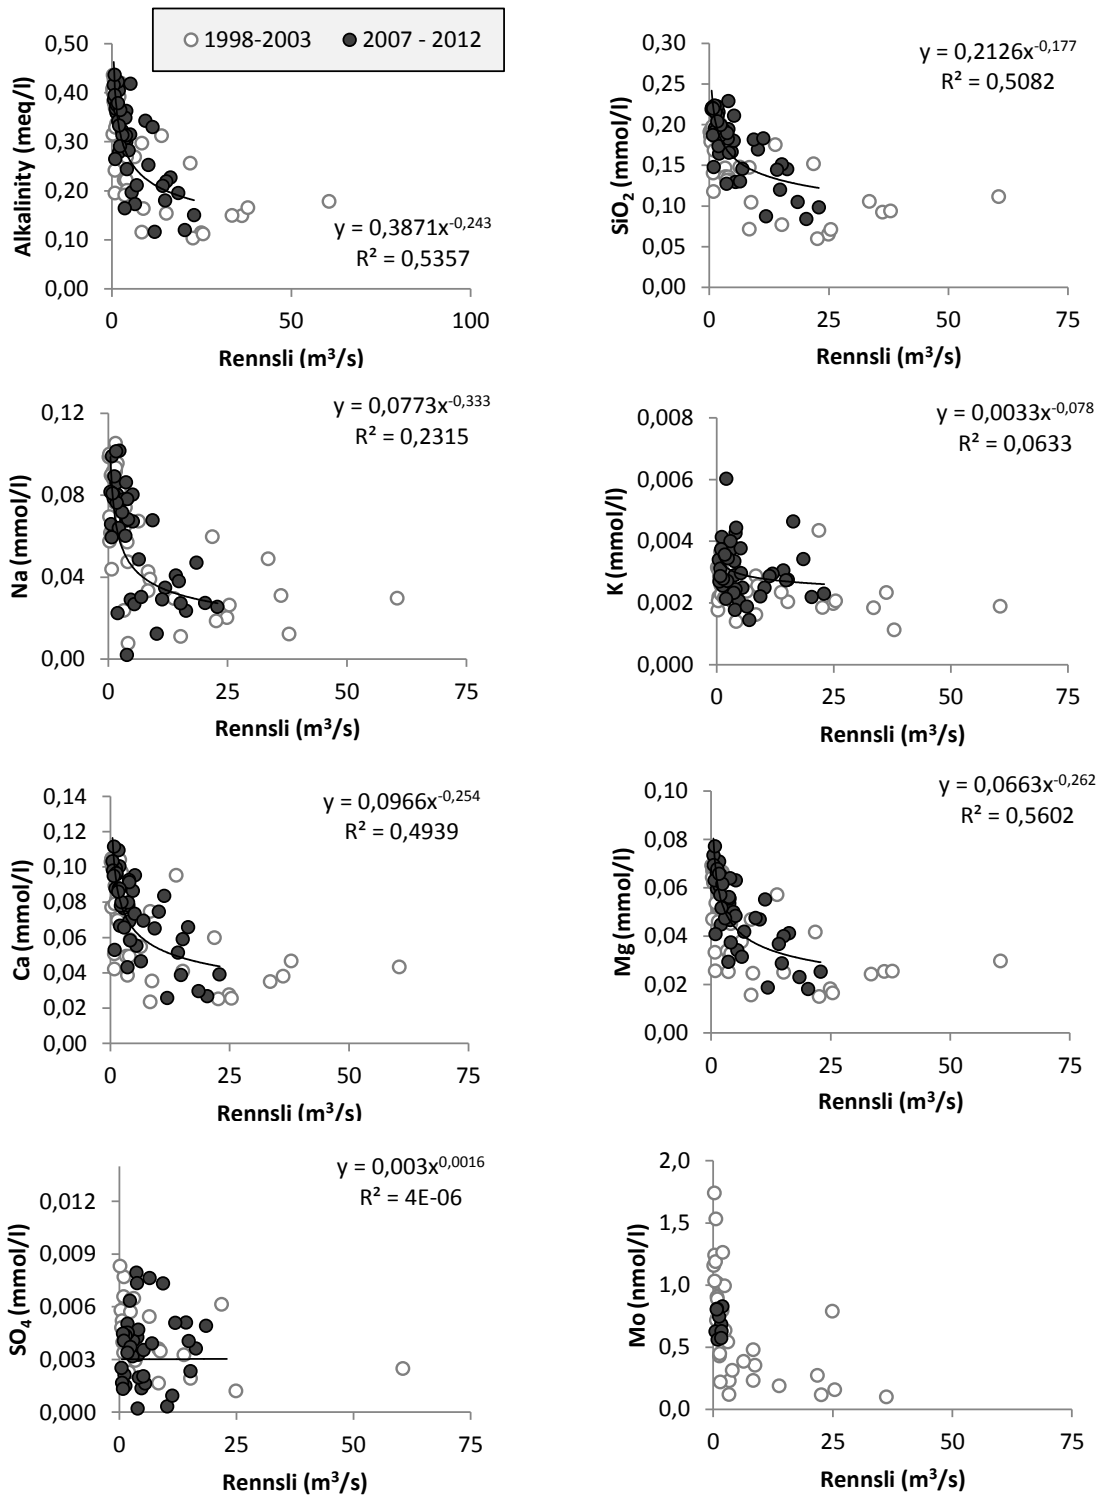 1998-2003 2007 - 2012
0,50
0,40
0,30
0,20
0,10
0,00
Alkalinity (meq/l)
y = 0,3871x^-0,243
R² = 0,5357
0 50 100
Rennsli (m³/s)
0,30
0,25
0,20
0,15
0,10
0,05
0,00
SiO₂ (mmol/l)
y = 0,2126x^-0,177
R² = 0,5082
0 25 50 75
Rennsli (m³/s)
0,12
0,08
0,04
0,00
Na (mmol/l)
y = 0,0773x^-0,333
R² = 0,2315
0 25 50 75
Rennsli (m³/s)
0,008
0,006
0,004
0,002
0,000
K (mmol/l)
y = 0,0033x^-0,078
R² = 0,0633
0 25 50 75
Rennsli (m³/s)
0,14
0,12
0,10
0,08
0,06
0,04
0,02
0,00
Ca (mmol/l)
y = 0,0966x^-0,254
R² = 0,4939
0 25 50 75
Rennsli (m³/s)
0,10
0,08
0,06
0,04
0,02
0,00
Mg (mmol/l)
y = 0,0663x^-0,262
R² = 0,5602
0 25 50 75
Rennsli (m³/s)
0,012
0,009
0,006
0,003
0,000
SO₄ (mmol/l)
y = 0,003x^0,0016
R² = 4E-06
0 25 50 75
Rennsli (m³/s)
2,0
1,5
1,0
0,5
0,0
Mo (nmol/l)
0 25 50 75
Rennsli (m³/s)